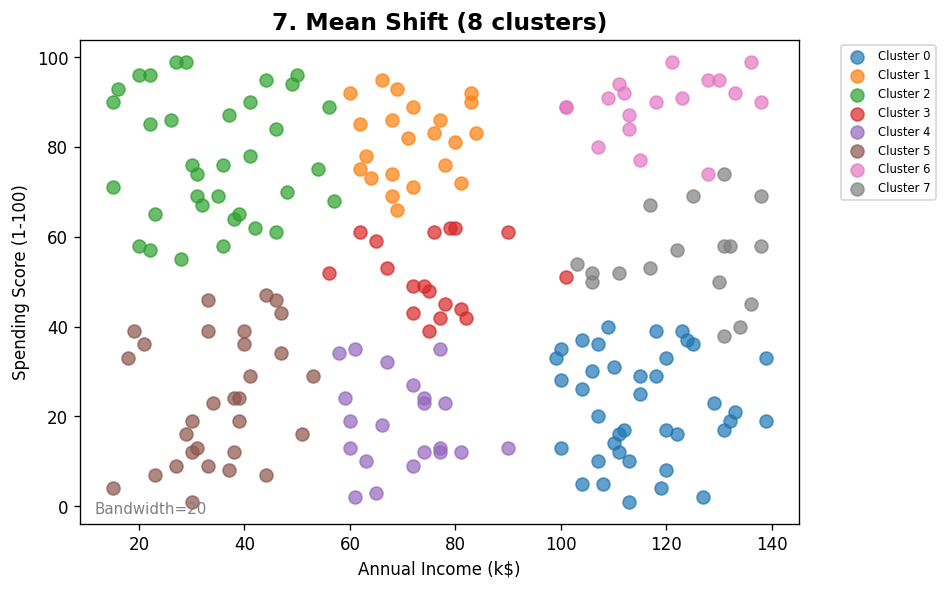 7. Mean Shift (8 clusters)
Spending Score (1-100)
100
80
60
40
20
0
Bandwidth=20
20
40
60
80
100
120
140
Annual Income (k$)
Cluster 0
Cluster 1
Cluster 2
Cluster 3
Cluster 4
Cluster 5
Cluster 6
Cluster 7